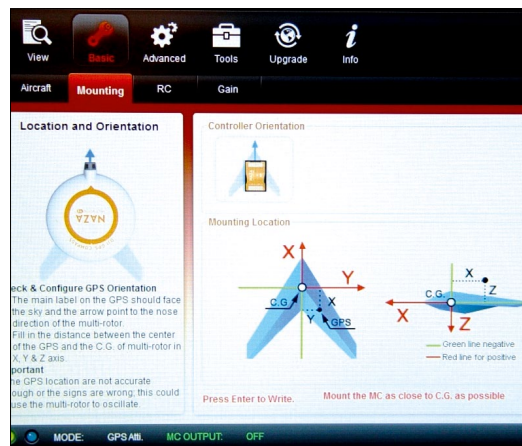 View
Basic
Advanced
Tools
Upgrade
Info
Aircraft
Mounting
RC
Gain
Location and Orientation
NAZA
eck & Configure GPS Orientation
The main label on the GPS should face
the sky and the arrow point to the nose
direction of the multi-rotor.
Fill in the distance between the center
of the GPS and the C.G. of multi-rotor in
X, Y & Z axis.
portant
he GPS location are not accurate
ough or the signs are wrong; this could
use the multi-rotor to oscillate.
Controller Orientation
Mounting Location
X
Y
C.G.
X
Y
GPS
X
C.G.
Z
X
Z
Green line negative
Red line for positive
Press Enter to Write.
Mount the MC as close to C.G. as possible
MODE: GPS Atti. MC OUTPUT: OFF